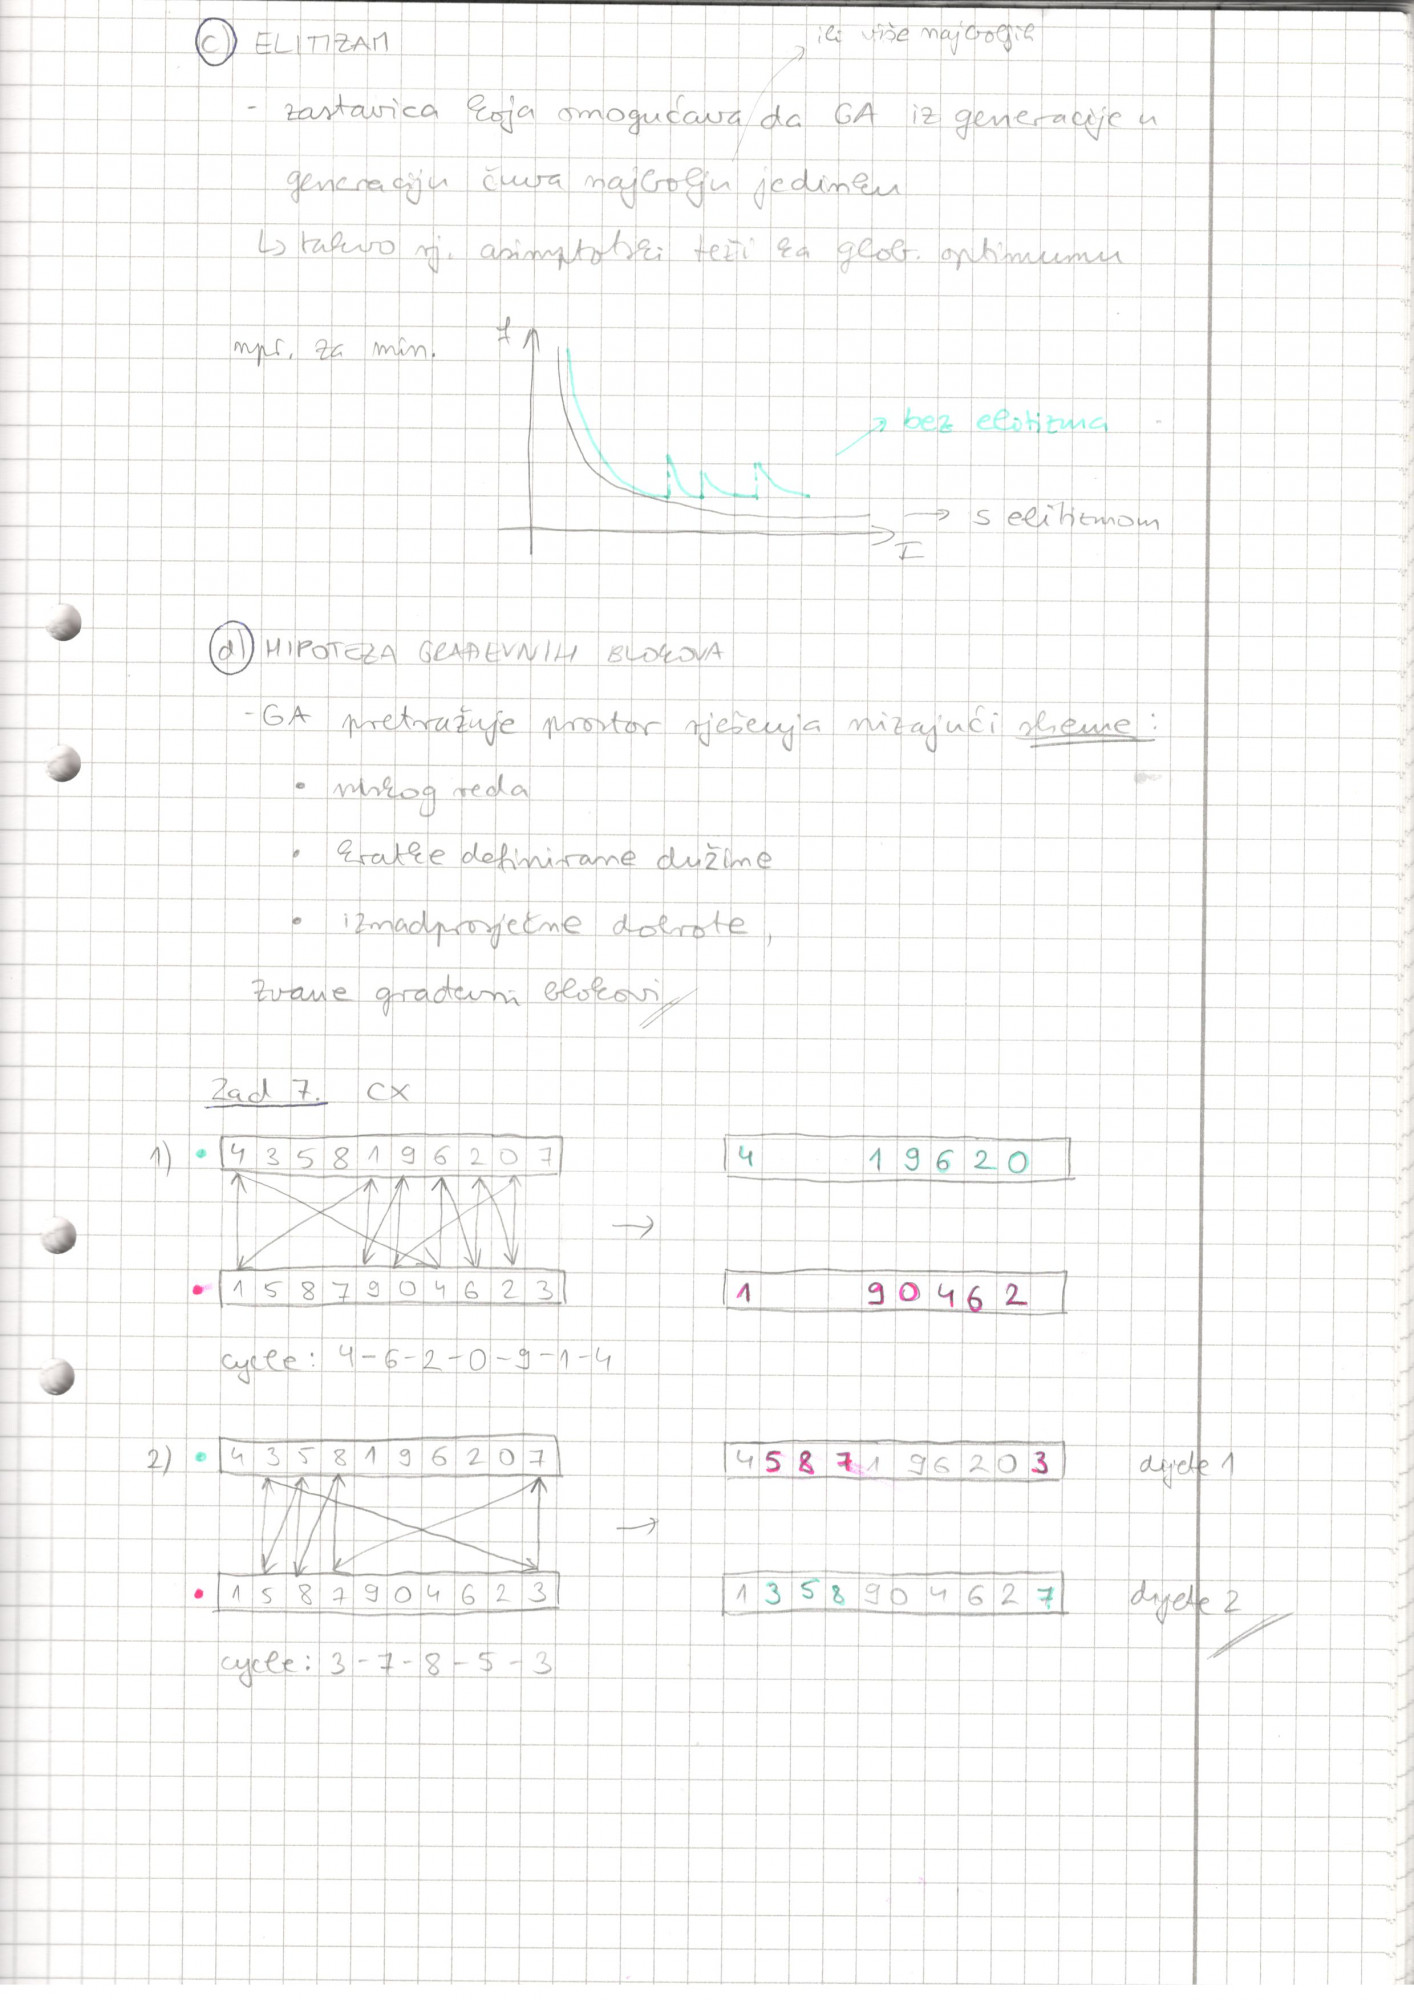 ili više najboljih
c) ELITIZAM
- zastavica koja omogućava da GA iz generacije u
generaciju čuva najbolju jedinku
↳ takvo rj. asimptotski teži ka glob. optimumu
npr. za min.
f
bez elitizma
→ s elitizmom
I
d) HIPOTEZA GRAĐEVNIH BLOKOVA
- GA pretražuje prostor rješenja nizajući sheme:
• niskog reda
• kratke definirane dužine
• iznadprosječne dobrote,
zvane građevni blokovi
Zad 7. CX
1) • 4 3 5 8 1 9 6 2 0 7
4 1 9 6 2 0
→
• 1 5 8 7 9 0 4 6 2 3
1 9 0 4 6 2
cycle: 4-6-2-0-9-1-4
2) • 4 3 5 8 1 9 6 2 0 7
4 5 8 7 1 9 6 2 0 3 dijete 1
→
• 1 5 8 7 9 0 4 6 2 3
1 3 5 8 9 0 4 6 2 7 dijete 2
cycle: 3-7-8-5-3